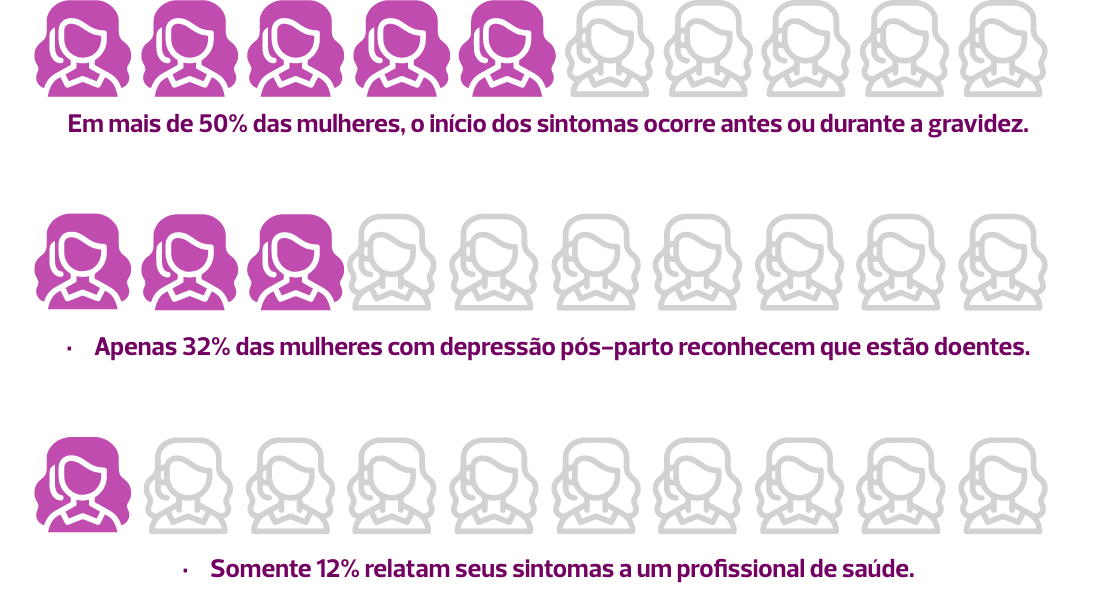 Em mais de 50% das mulheres, o início dos sintomas ocorre antes ou durante a gravidez.
· Apenas 32% das mulheres com depressão pós–parto reconhecem que estão doentes.
· Somente 12% relatam seus sintomas a um profissional de saúde.